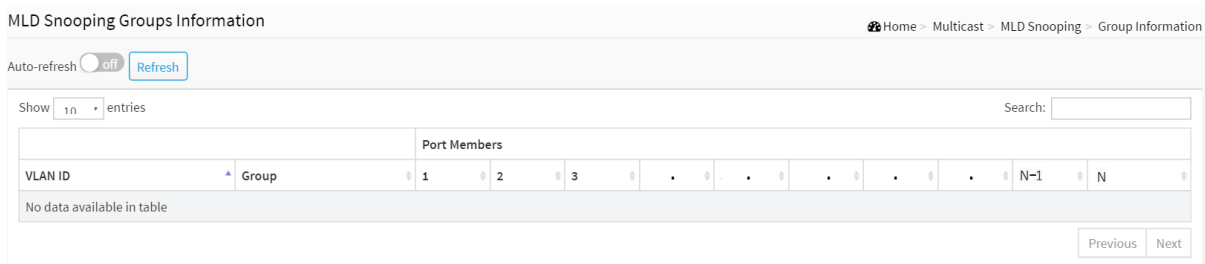 MLD Snooping Groups Information
Home > Multicast > MLD Snooping > Group Information
Auto-refresh off Refresh
Show 10 entries
Search:
Port Members
VLAN ID Group 1 2 3 . . . . . N-1 N
No data available in table
Previous Next